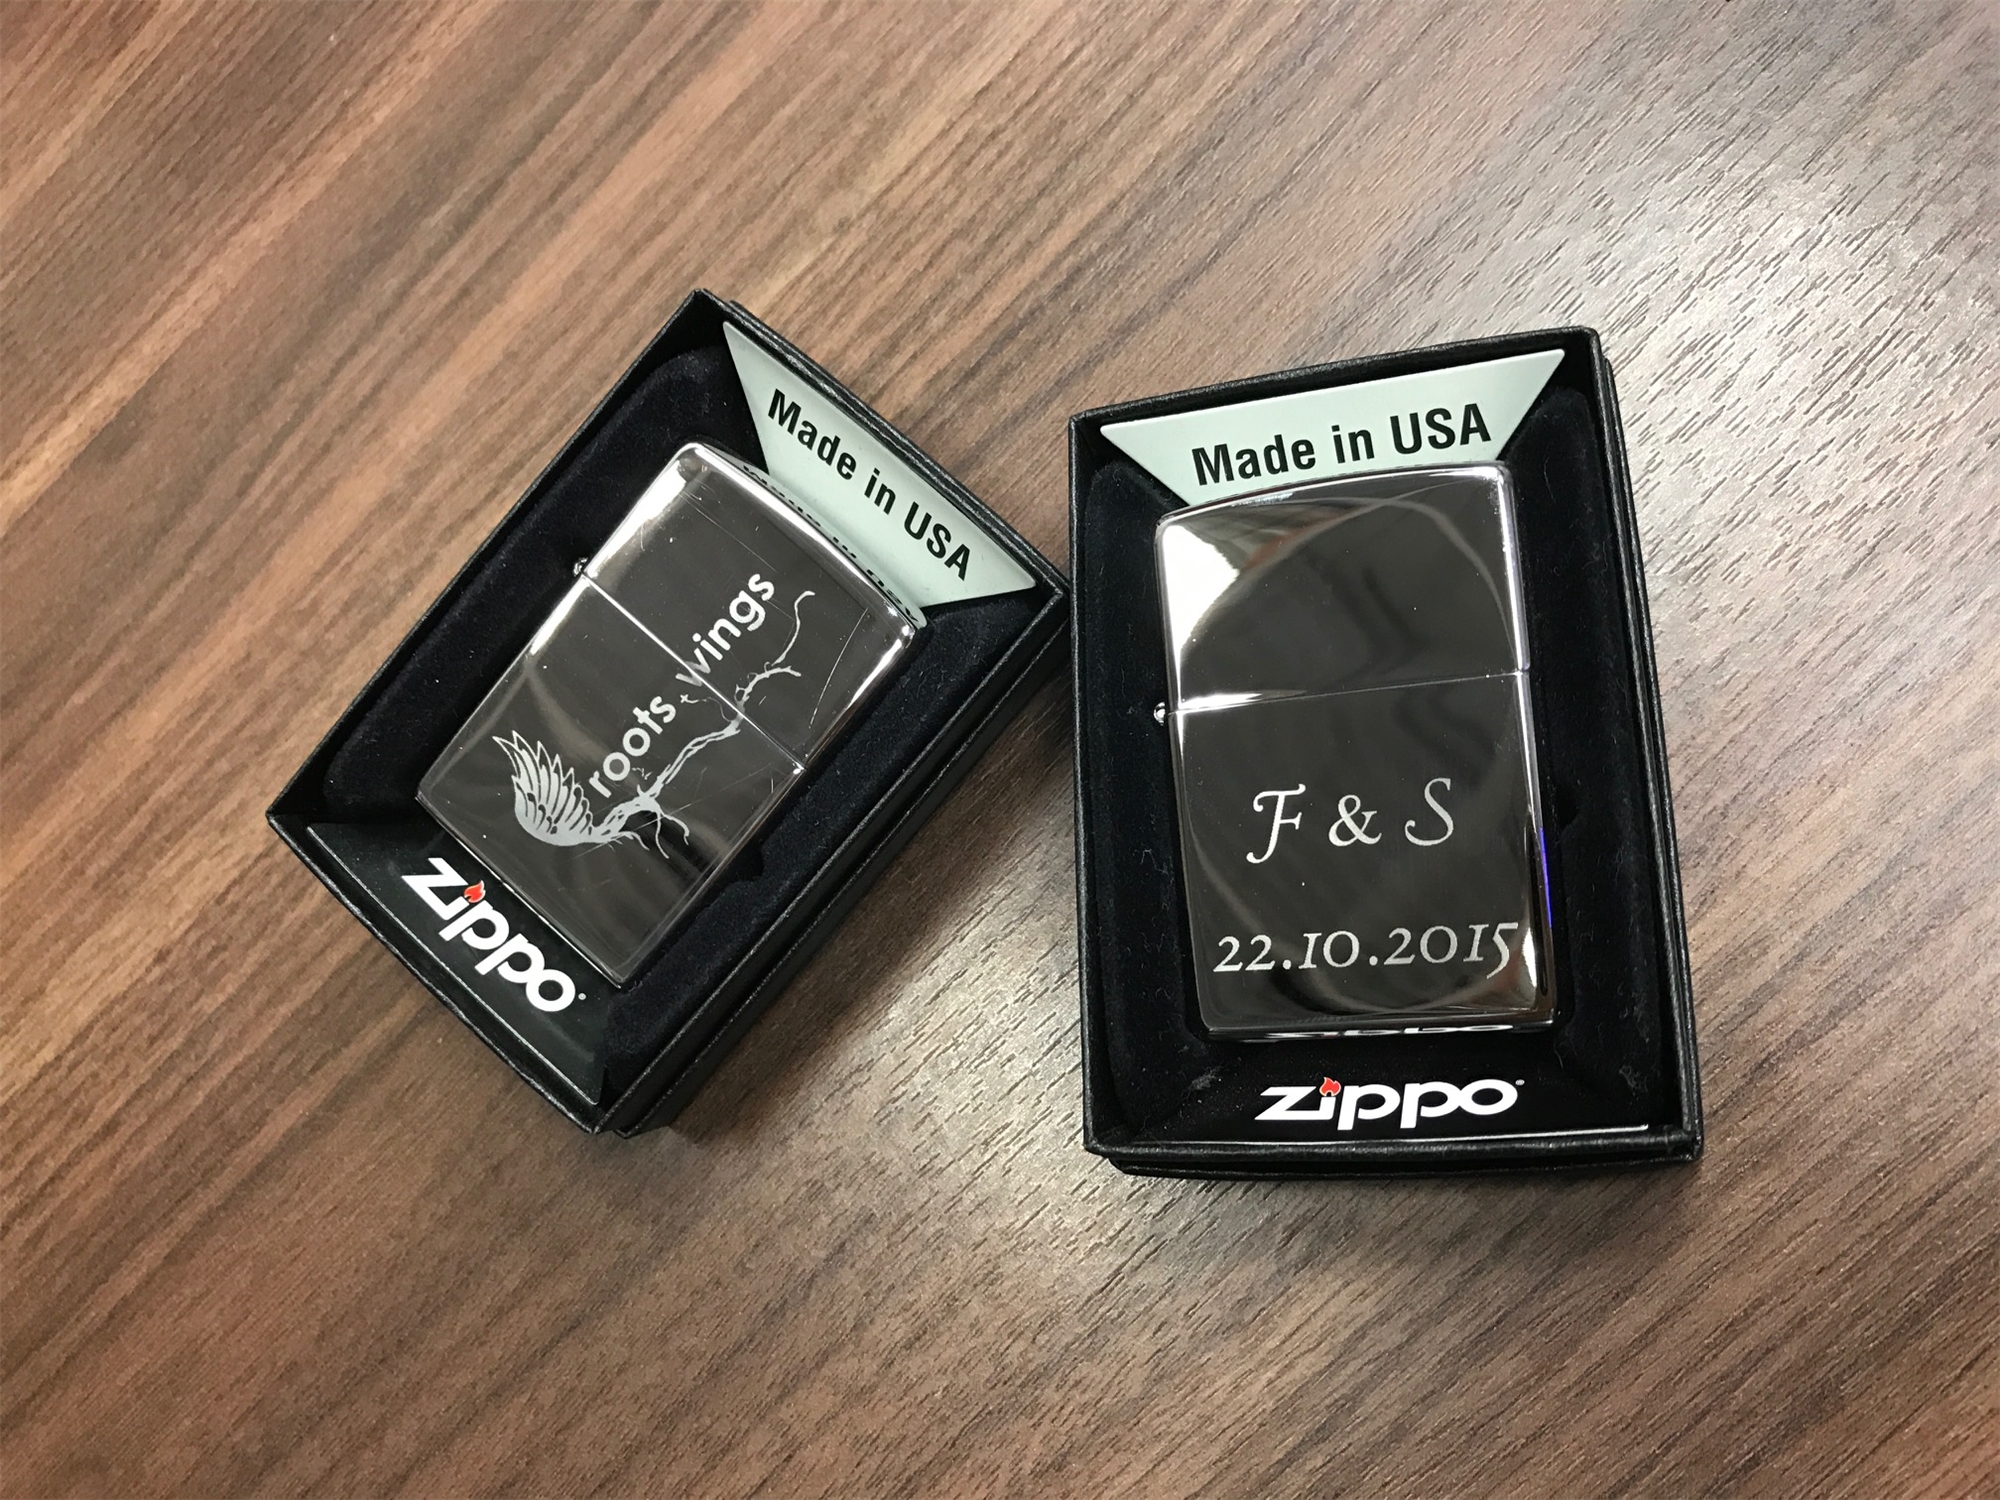 Made in USA
roots + wings
zippo
Made in USA
F & S
22.10.2015
zippo